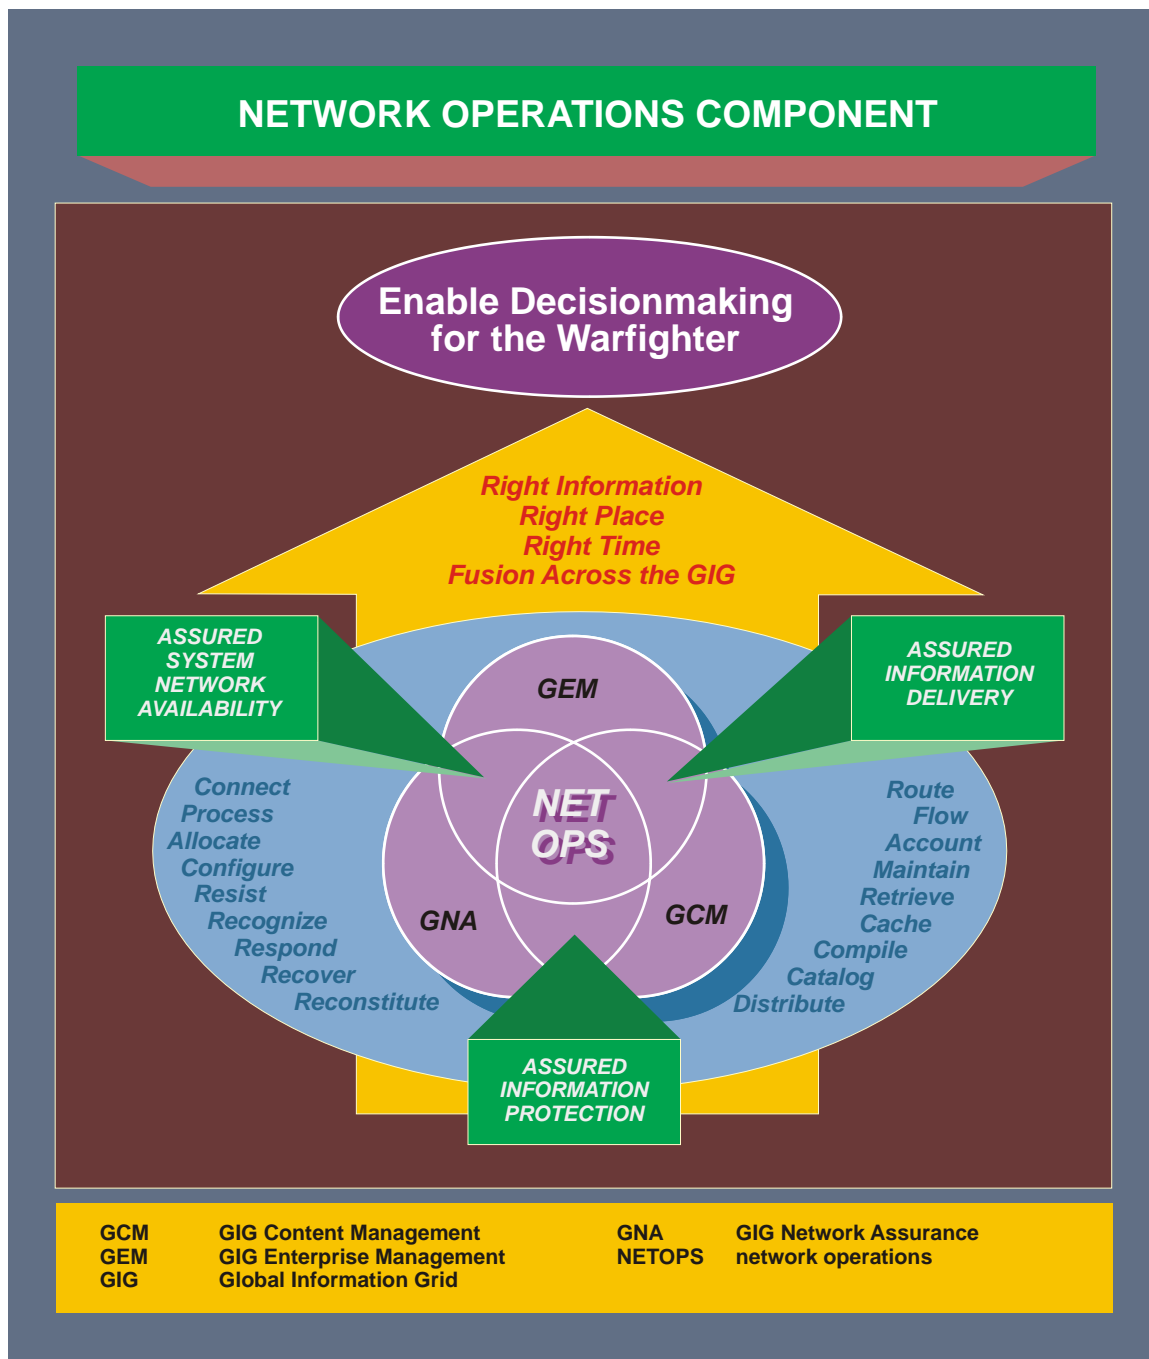 NETWORK OPERATIONS COMPONENT
Enable Decisionmaking
for the Warfighter
Right Information
Right Place
Right Time
Fusion Across the GIG
ASSURED
SYSTEM
NETWORK
AVAILABILITY
ASSURED
INFORMATION
DELIVERY
GEM
NET
OPS
GNA
GCM
Connect
Process
Allocate
Configure
Resist
Recognize
Respond
Recover
Reconstitute
Route
Flow
Account
Maintain
Retrieve
Cache
Compile
Catalog
Distribute
ASSURED
INFORMATION
PROTECTION
GCM GIG Content Management
GEM GIG Enterprise Management
GIG Global Information Grid
GNA GIG Network Assurance
NETOPS network operations